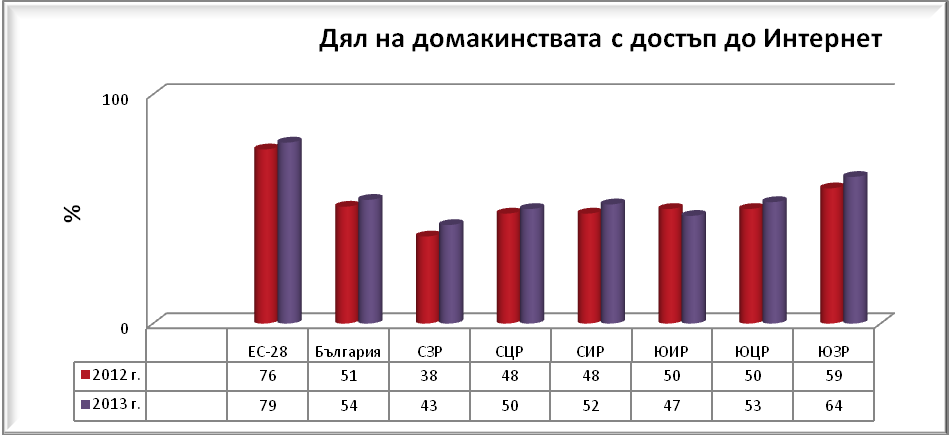 Дял на домакинствата с достъп до Интернет
100
%
0
ЕС-28 България СЗР СЦР СИР ЮИР ЮЦР ЮЗР
2012 г. 76 51 38 48 48 50 50 59
2013 г. 79 54 43 50 52 47 53 64